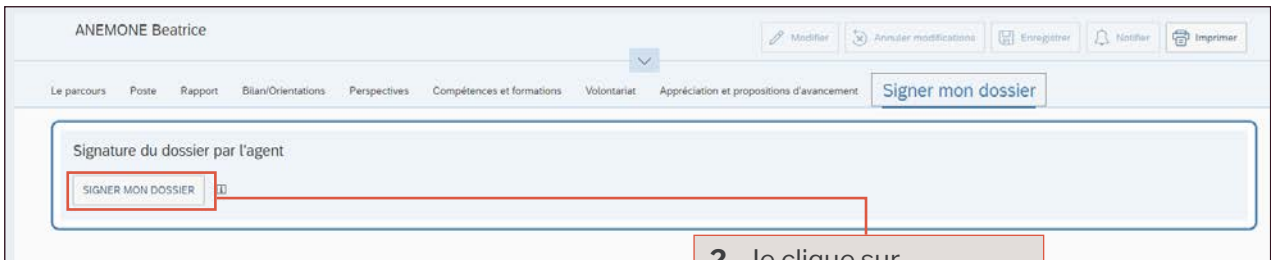 ANEMONE Beatrice
Modifier Annuler modifications Enregistrer Notifier Imprimer
Le parcours Poste Rapport Bilan/Orientations Perspectives Compétences et formations Volontariat Appréciation et propositions d'avancement Signer mon dossier
Signature du dossier par l'agent
SIGNER MON DOSSIER
2 Je clique sur